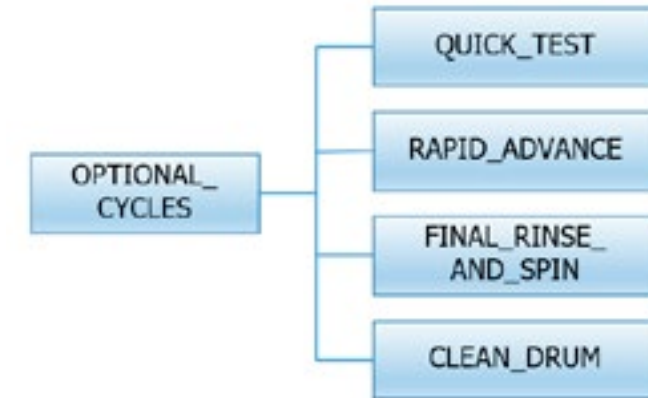 OPTIONAL_
CYCLES
QUICK_TEST
RAPID_ADVANCE
FINAL_RINSE_
AND_SPIN
CLEAN_DRUM